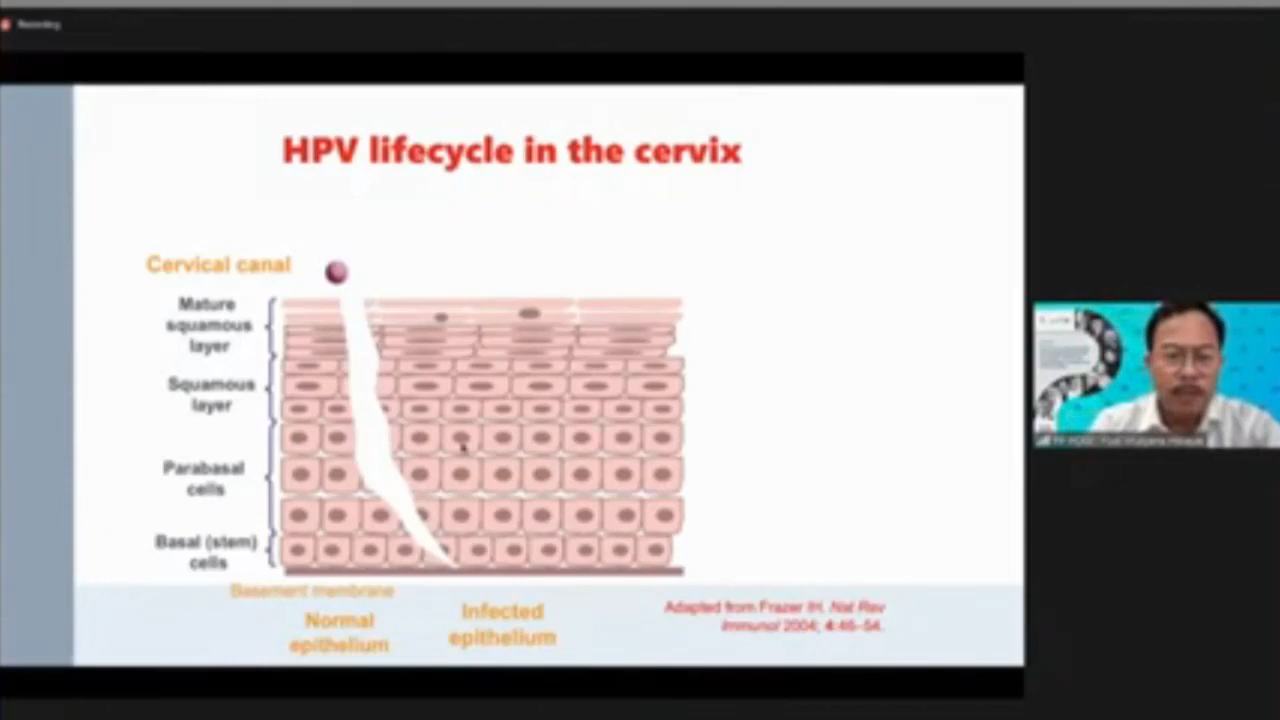 Recording
HPV lifecycle in the cervix
Cervical canal
Mature
squamous
layer
Squamous
layer
Parabasal
cells
Basal (stem)
cells
Basement membrane
Normal
epithelium
Infected
epithelium
Adapted from Frazer IH. Nat Rev
Immunol 2004; 4:46–54.